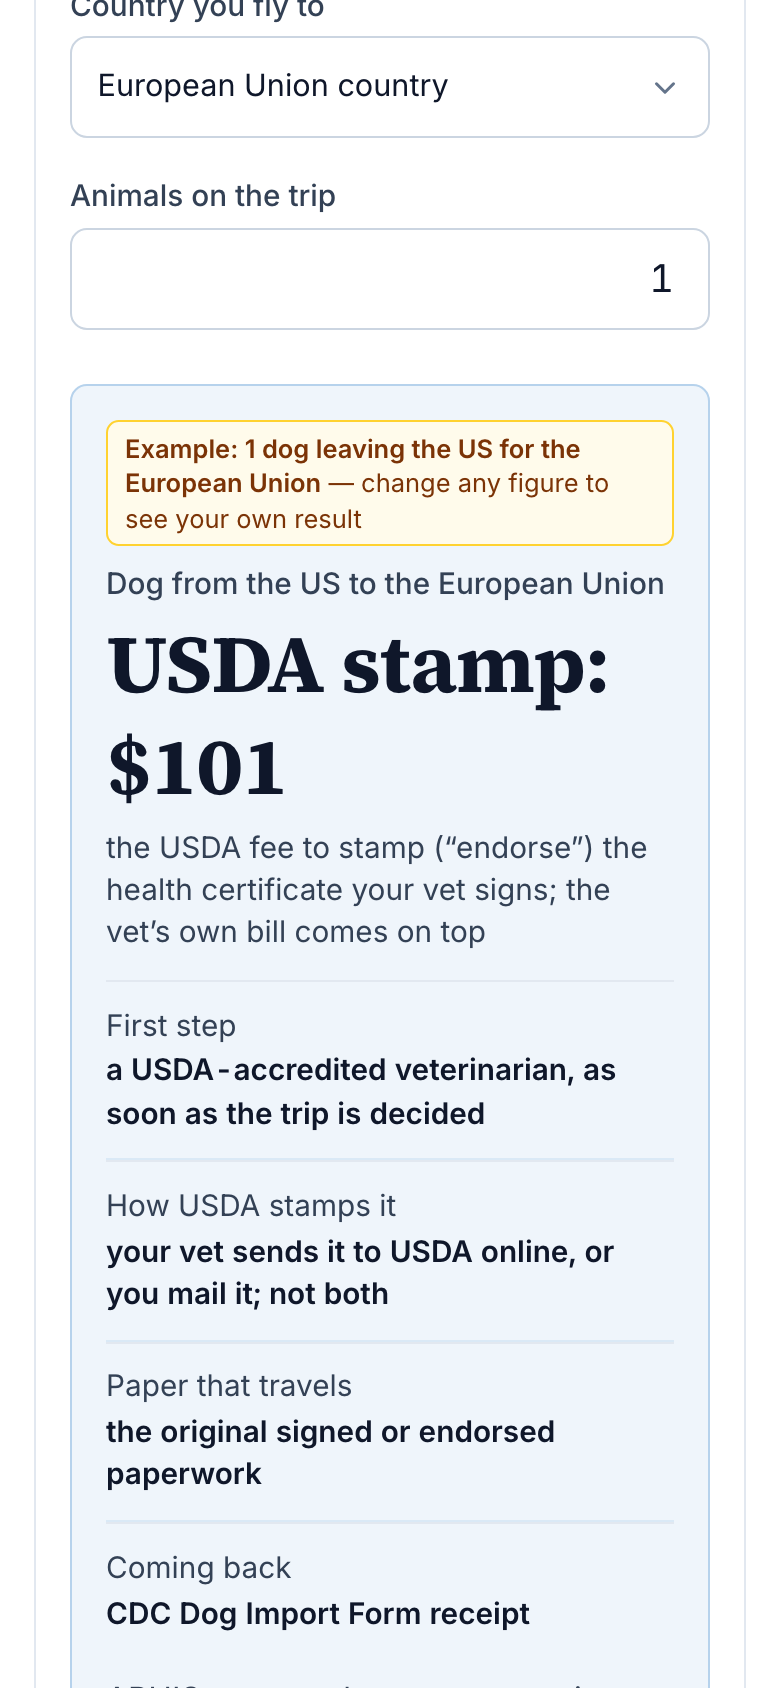 Country you fly to
European Union country
Animals on the trip
1
Example: 1 dog leaving the US for the
European Union — change any figure to
see your own result
Dog from the US to the European Union
USDA stamp:
$101
the USDA fee to stamp (“endorse”) the
health certificate your vet signs; the
vet’s own bill comes on top
First step
a USDA-accredited veterinarian, as
soon as the trip is decided
How USDA stamps it
your vet sends it to USDA online, or
you mail it; not both
Paper that travels
the original signed or endorsed
paperwork
Coming back
CDC Dog Import Form receipt